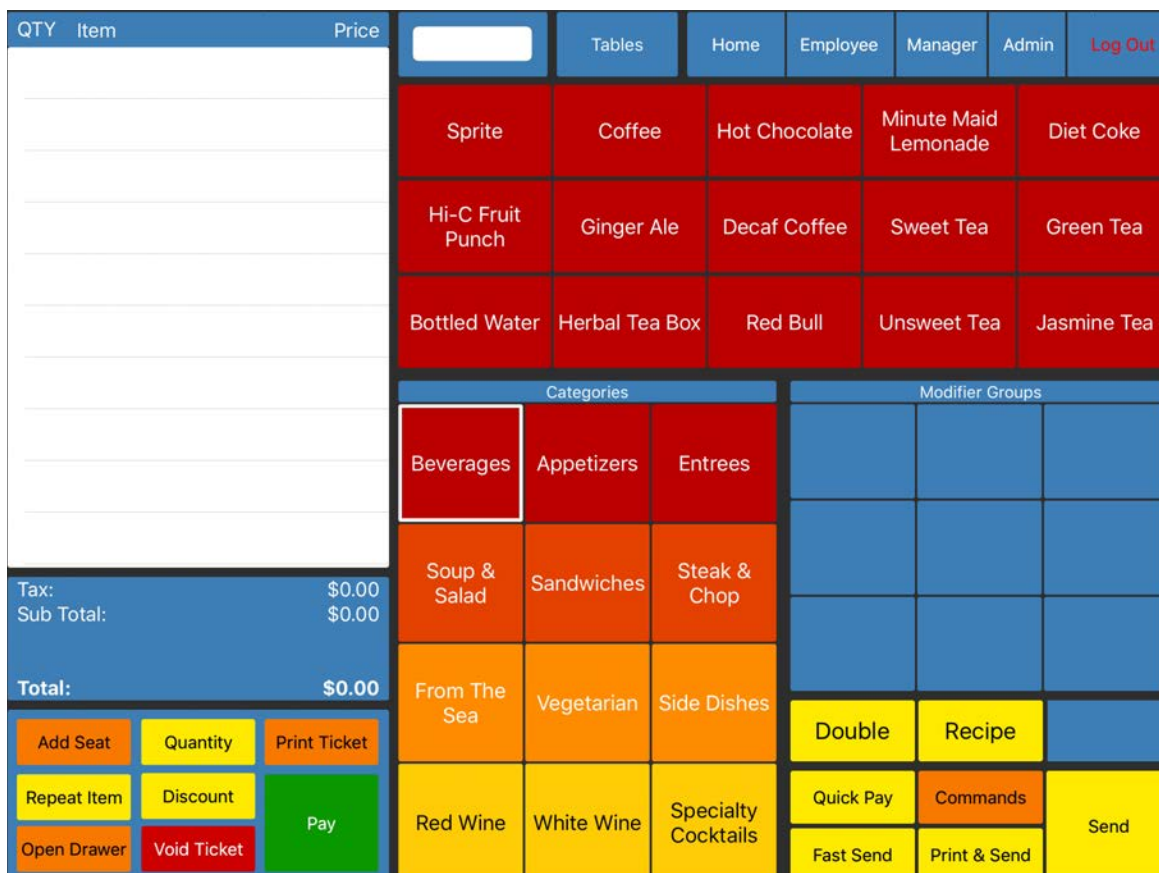 QTY Item Price
Tables Home Employee Manager Admin Log Out
Sprite Coffee Hot Chocolate Minute Maid Lemonade Diet Coke
Hi-C Fruit Punch Ginger Ale Decaf Coffee Sweet Tea Green Tea
Bottled Water Herbal Tea Box Red Bull Unsweet Tea Jasmine Tea
Categories Modifier Groups
Beverages Appetizers Entrees
Soup & Salad Sandwiches Steak & Chop
From The Sea Vegetarian Side Dishes
Red Wine White Wine Specialty Cocktails
Tax: $0.00
Sub Total: $0.00
Total: $0.00
Add Seat Quantity Print Ticket
Repeat Item Discount Pay
Open Drawer Void Ticket
Double Recipe
Quick Pay Commands Send
Fast Send Print & Send